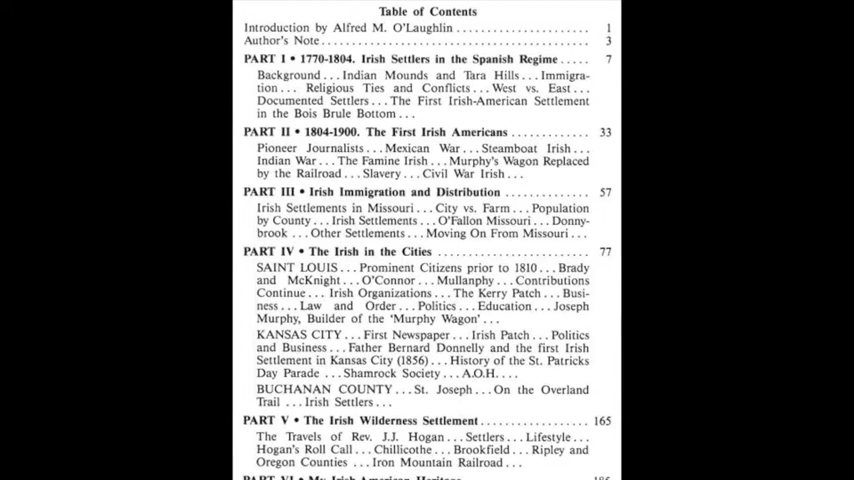 Table of Contents
Introduction by Alfred M. O'Laughlin ...................... 1
Author's Note ........................................ 3
PART I • 1770-1804. Irish Settlers in the Spanish Regime ..... 7
Background ... Indian Mounds and Tara Hills ... Immigra-
tion ... Religious Ties and Conflicts ... West vs. East ...
Documented Settlers ... The First Irish-American Settlement
in the Bois Brule Bottom ...
PART II • 1804-1900. The First Irish Americans ............ 33
Pioneer Journalists ... Mexican War ... Steamboat Irish ...
Indian War ... The Famine Irish ... Murphy's Wagon Replaced
by the Railroad ... Slavery ... Civil War Irish ...
PART III • Irish Immigration and Distribution ............. 57
Irish Settlements in Missouri ... City vs. Farm ... Population
by County ... Irish Settlements ... O'Fallon Missouri ... Donny-
brook ... Other Settlements ... Moving On From Missouri ...
PART IV • The Irish in the Cities ........................ 77
SAINT LOUIS ... Prominent Citizens prior to 1810 ... Brady
and McKnight ... O'Connor ... Mullanphy ... Contributions
Continue ... Irish Organizations ... The Kerry Patch ... Busi-
ness ... Law and Order ... Politics ... Education ... Joseph
Murphy, Builder of the 'Murphy Wagon' ...
KANSAS CITY ... First Newspaper ... Irish Patch ... Politics
and Business ... Father Bernard Donnelly and the first Irish
Settlement in Kansas City (1856) ... History of the St. Patricks
Day Parade ... Shamrock Society ... A.O.H. ...
BUCHANAN COUNTY ... St. Joseph ... On the Overland
Trail ... Irish Settlers ...
PART V • The Irish Wilderness Settlement ................. 165
The Travels of Rev. J.J. Hogan ... Settlers ... Lifestyle ...
Hogan's Roll Call ... Chillicothe ... Brookfield ... Ripley and
Oregon Counties ... Iron Mountain Railroad ...
PART VI • My Irish American Heritage